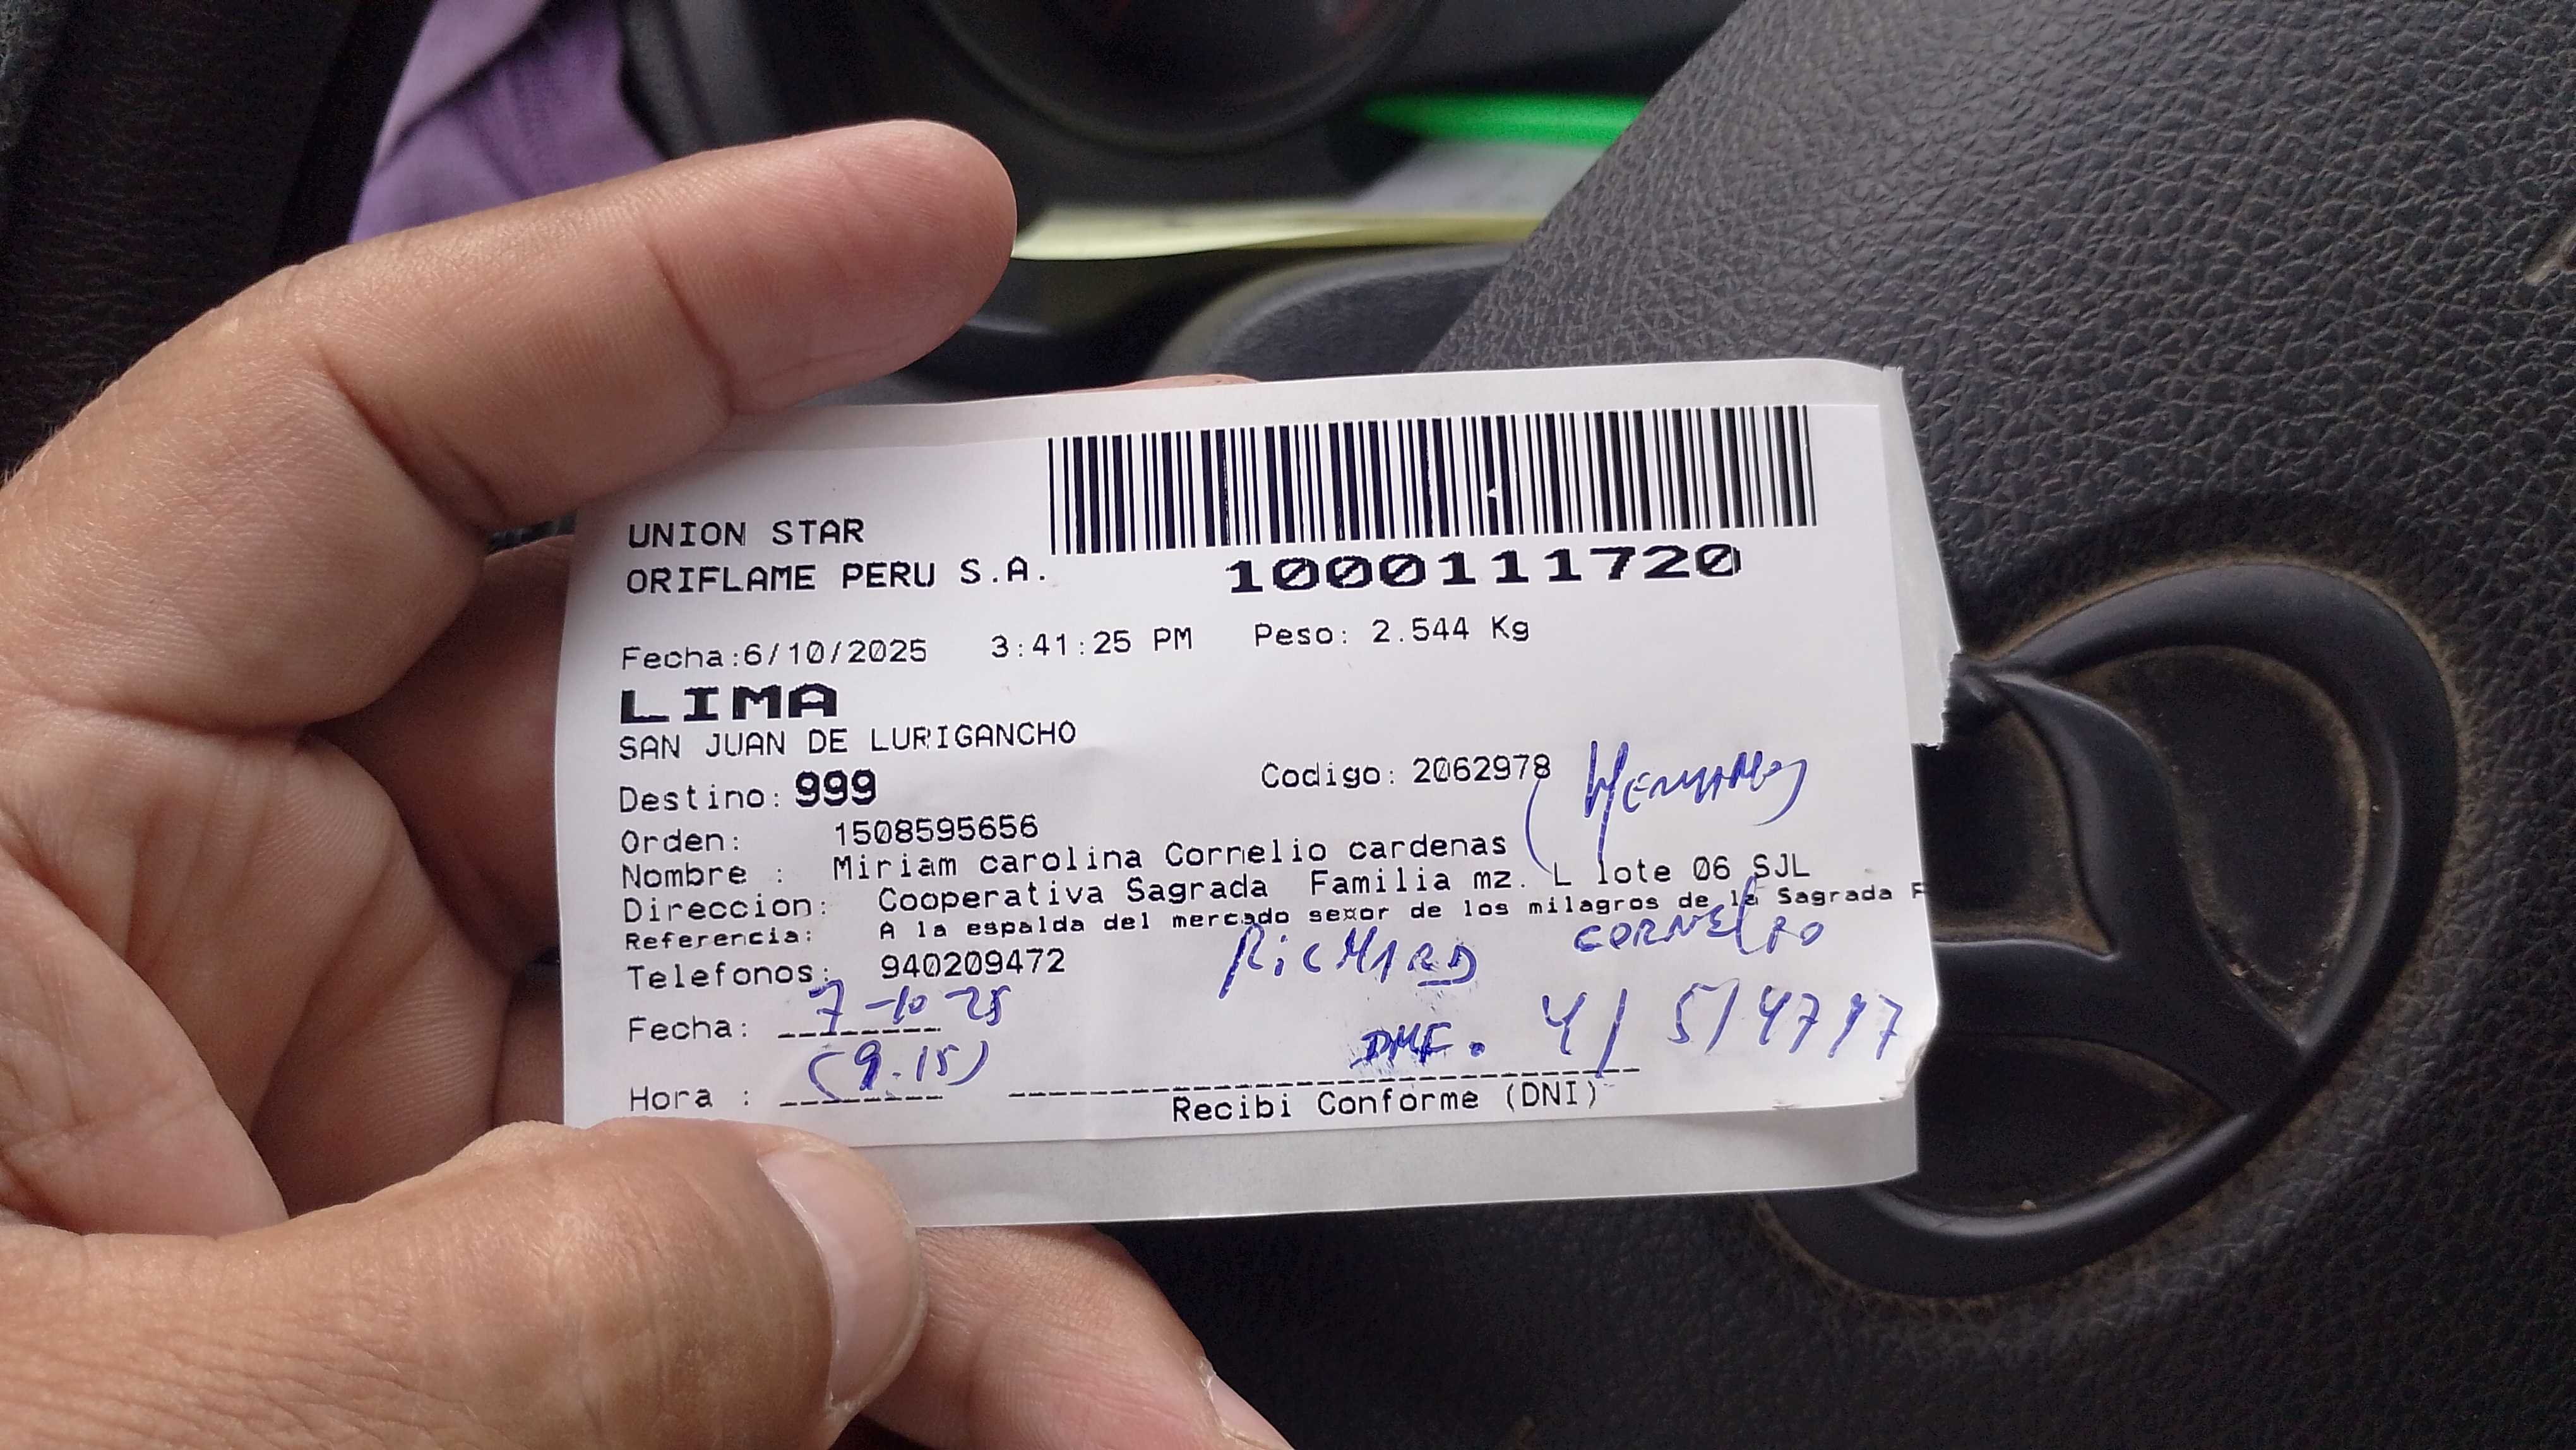 UNION STAR
ORIFLAME PERU S.A.
1000111720
Fecha:6/10/2025 3:41:25 PM Peso: 2.544 Kg
LIMA
SAN JUAN DE LURIGANCHO
Destino: 999 Codigo: 2062978
Orden: 1508595656
Nombre : Miriam carolina Cornelio cardenas
Direccion: Cooperativa Sagrada Familia mz. L lote 06 SJL
Referencia: A la espalda del mercado sexor de los milagros de la Sagrada F
Telefonos: 940209472 RicHARD CORNELIO
Fecha: 7-10-25
Hora : (9.15)
Recibi Conforme (DNI)